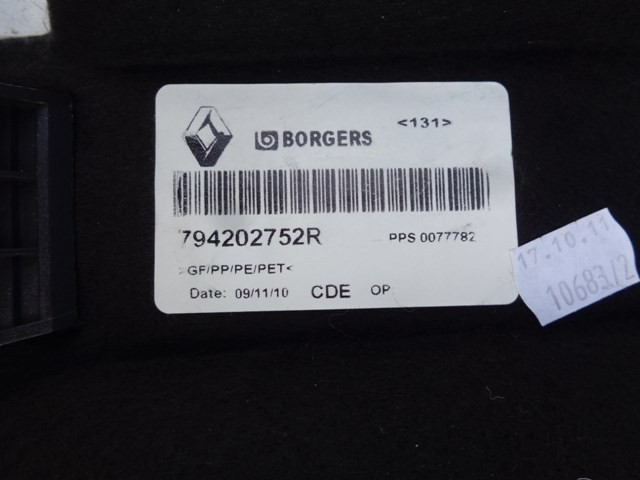 BORGERS <131>
794202752R PPS 0077782
>GF/PP/PE/PET<
Date: 09/11/10 CDE OP
17.10.11
10683/2